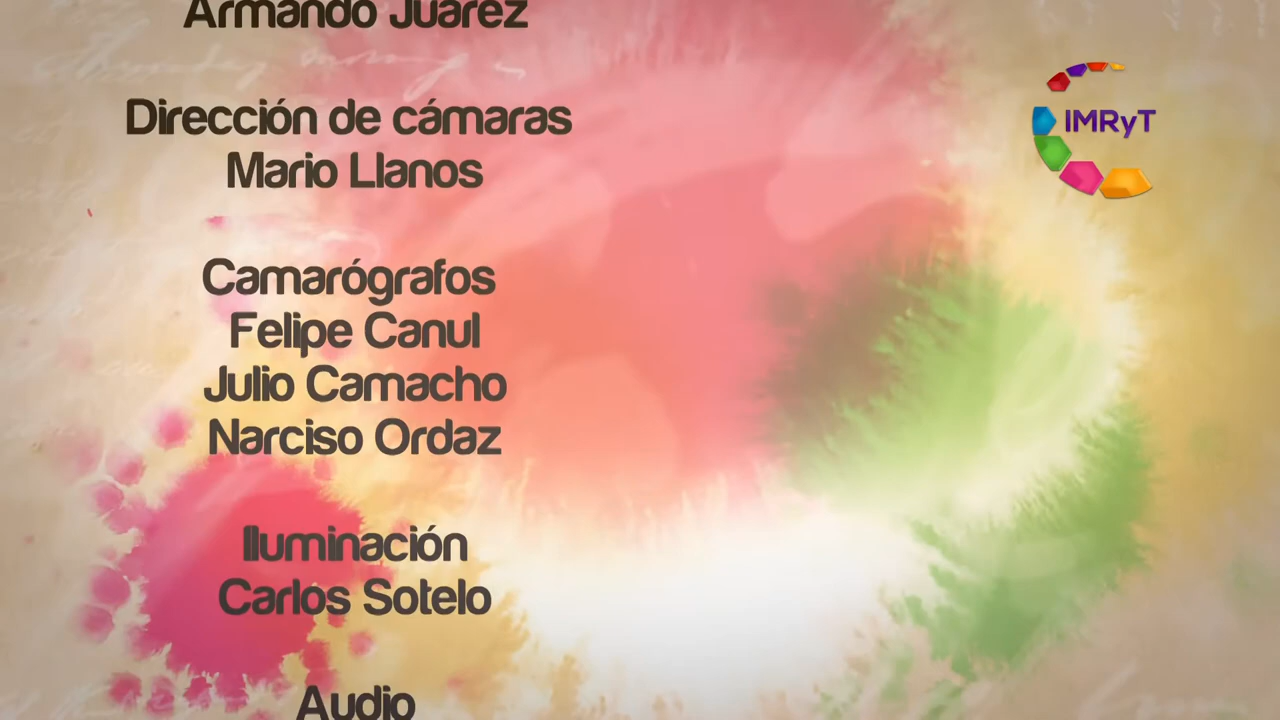 Armando Juárez
Dirección de cámaras
Mario Llanos
Camarógrafos
Felipe Canul
Julio Camacho
Narciso Ordaz
Iluminación
Carlos Sotelo
Audio
IMRyT